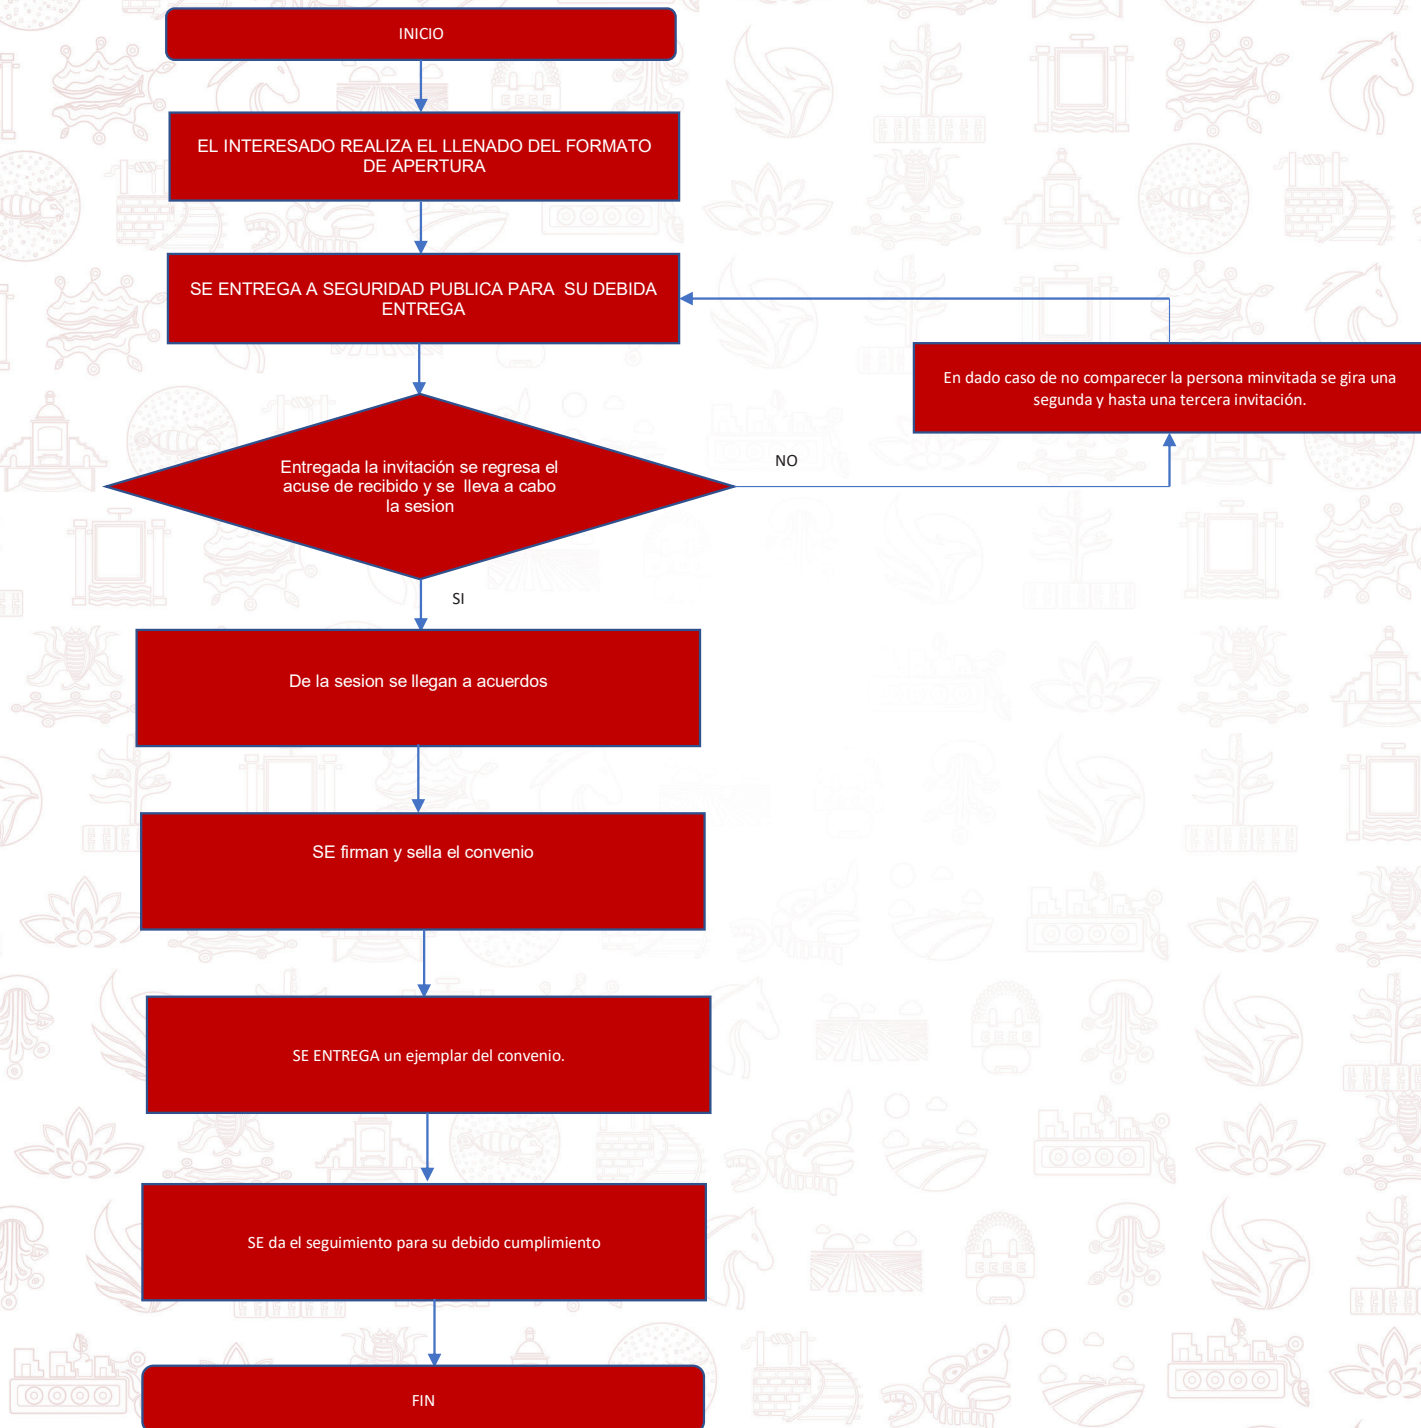 INICIO
EL INTERESADO REALIZA EL LLENADO DEL FORMATO
DE APERTURA
SE ENTREGA A SEGURIDAD PUBLICA PARA SU DEBIDA
ENTREGA
En dado caso de no comparecer la persona minvitada se gira una
segunda y hasta una tercera invitación.
Entregada la invitación se regresa el
acuse de recibido y se lleva a cabo
la sesion
NO
SI
De la sesion se llegan a acuerdos
SE firman y sella el convenio
SE ENTREGA un ejemplar del convenio.
SE da el seguimiento para su debido cumplimiento
FIN